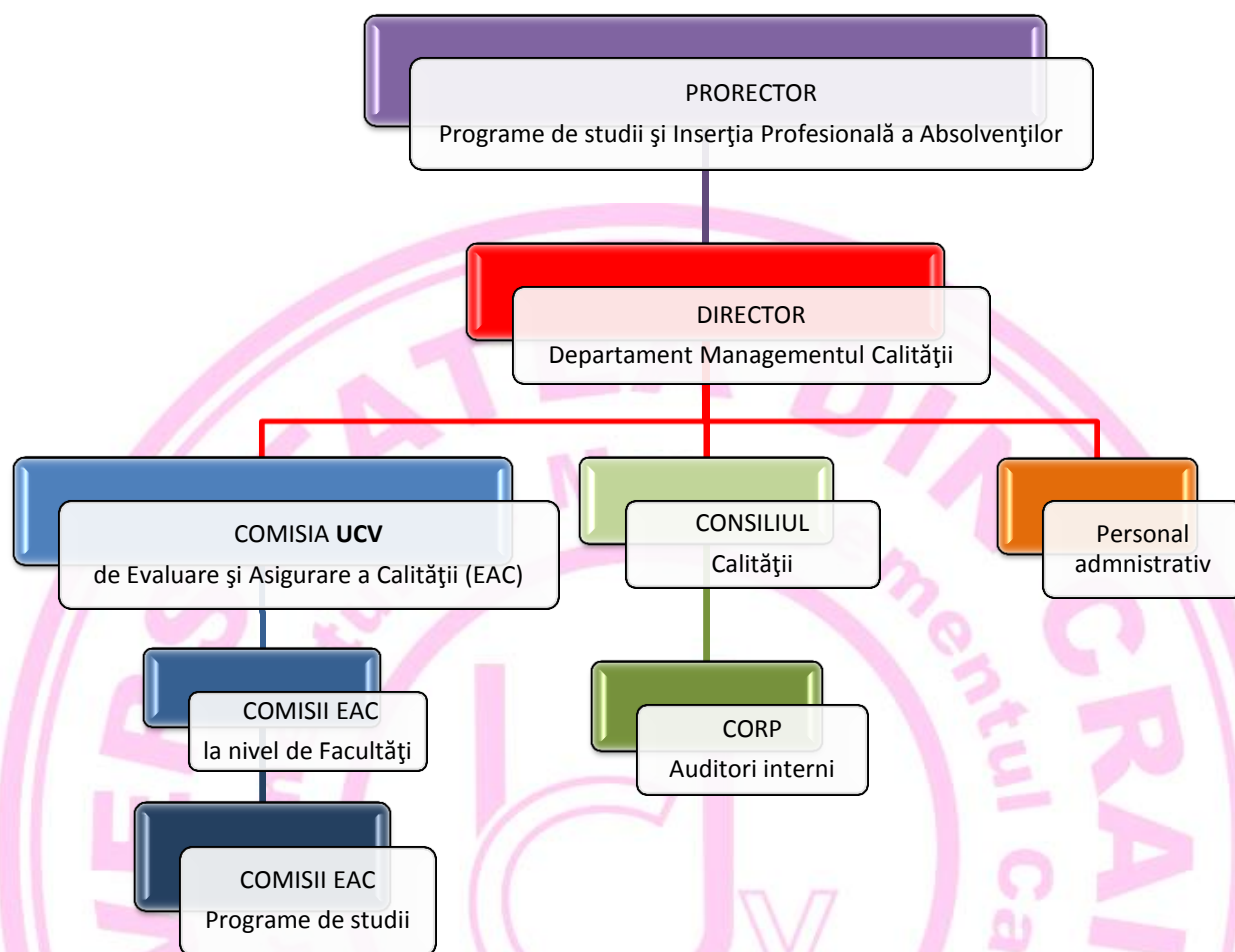 PRORECTOR
Programe de studii şi Inserţia Profesională a Absolvenţilor
DIRECTOR
Departament Managementul Calităţii
COMISIA UCV
de Evaluare şi Asigurare a Calităţii (EAC)
CONSILIUL
Calităţii
Personal
admnistrativ
COMISII EAC
la nivel de Facultăţi
CORP
Auditori interni
COMISII EAC
Programe de studii